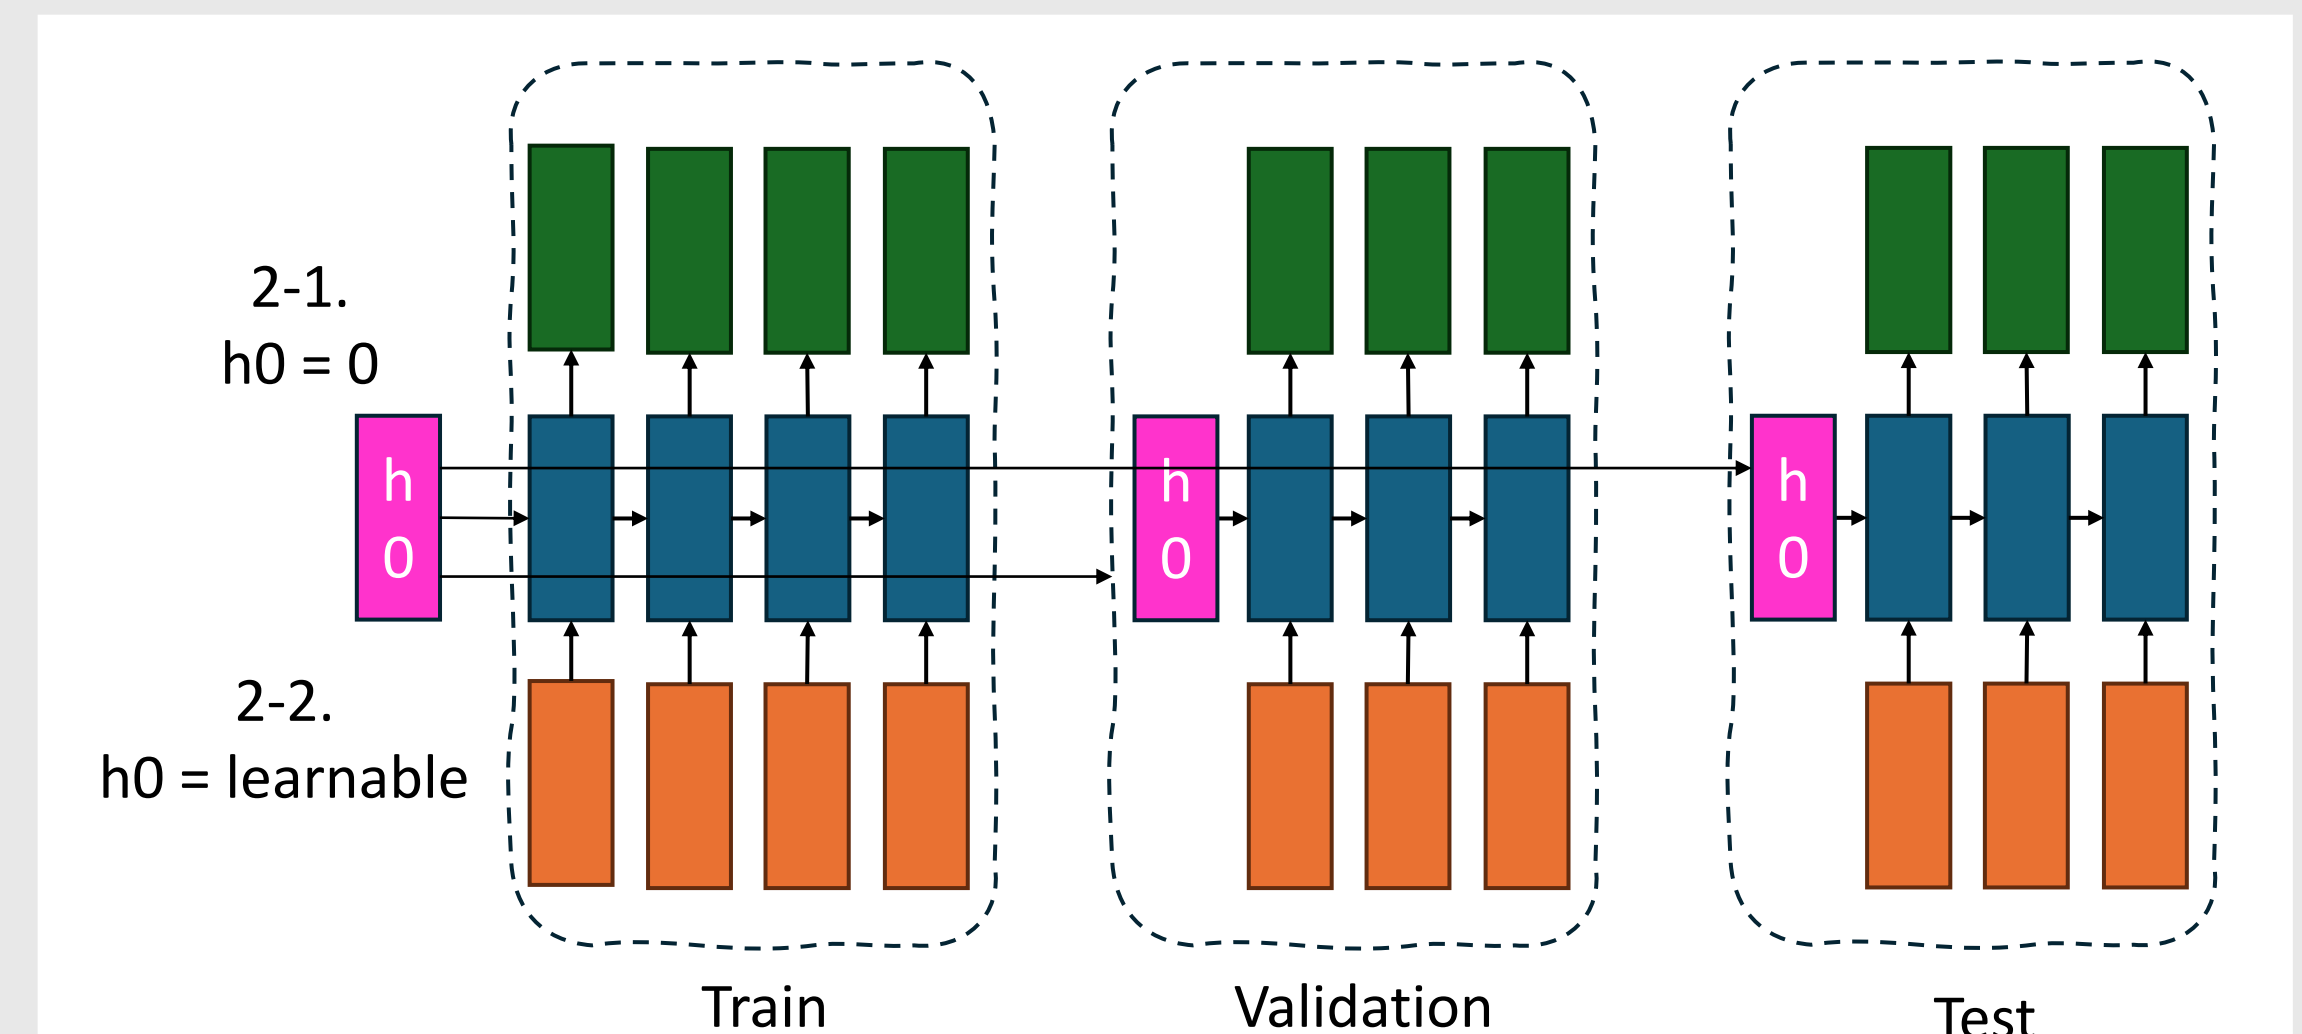 2-1.
h0 = 0
h
0
h
0
h
0
2-2.
h0 = learnable
Train
Validation
Test